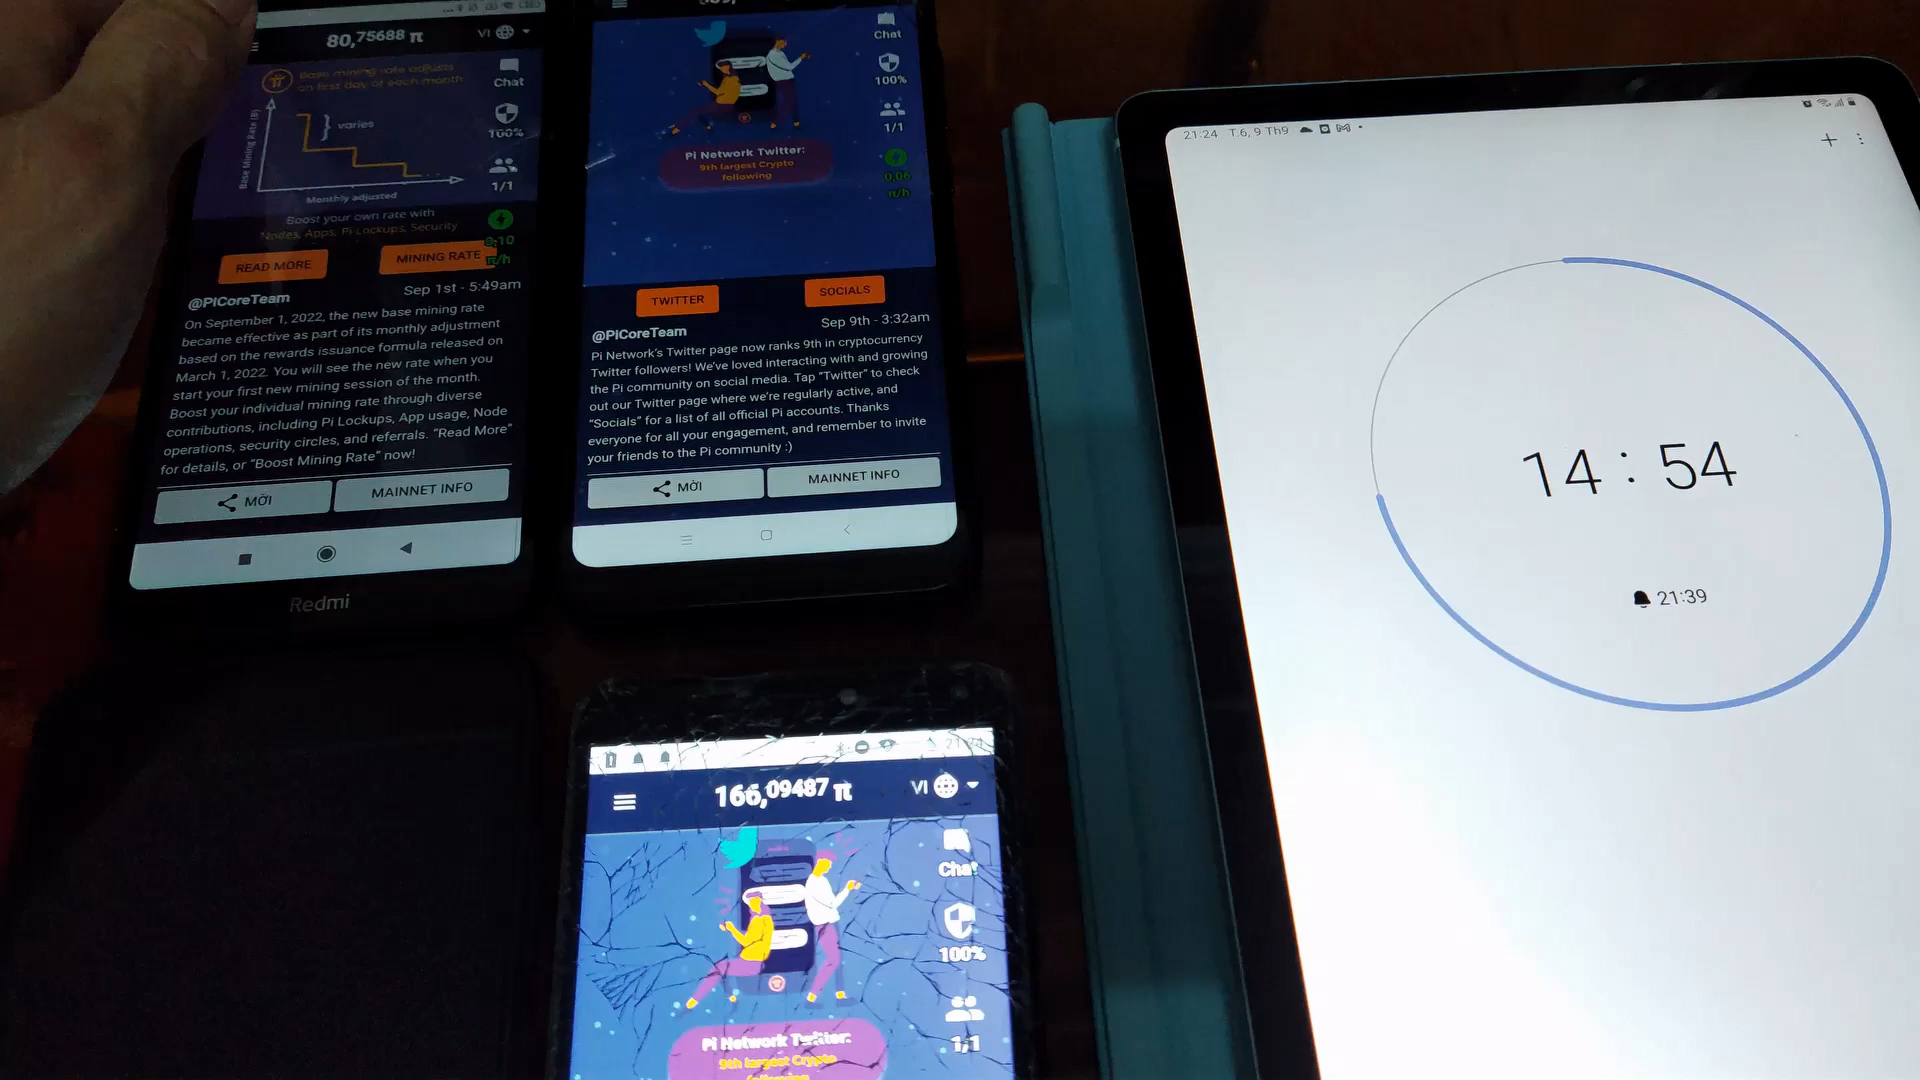 80,75688 π
VI
Base mining rate adjusts
on first day of each month
Chat
varies
100%
Base Mining Rate (B)
1/1
Monthly adjusted
Boost your own rate with
Nodes, Apps, Pi Lockups, Security
0,10
π/h
READ MORE
MINING RATE
@PiCoreTeam
Sep 1st - 5:49am
On September 1, 2022, the new base mining rate
became effective as part of its monthly adjustment
based on the rewards issuance formula released on
March 1, 2022. You will see the new rate when you
start your first new mining session of the month.
Boost your individual mining rate through diverse
contributions, including Pi Lockups, App usage, Node
operations, security circles, and referrals. "Read More"
for details, or "Boost Mining Rate" now!
MỜI
MAINNET INFO
Redmi
Chat
100%
1/1
Pi Network Twitter:
9th largest Crypto
following
0,06
π/h
TWITTER
SOCIALS
@PiCoreTeam
Sep 9th - 3:32am
Pi Network's Twitter page now ranks 9th in cryptocurrency
Twitter followers! We've loved interacting with and growing
the Pi community on social media. Tap "Twitter" to check
out our Twitter page where we're regularly active, and
"Socials" for a list of all official Pi accounts. Thanks
everyone for all your engagement, and remember to invite
your friends to the Pi community :)
MỜI
MAINNET INFO
166,09487 π
VI
Chat
100%
1/1
Pi Network Twitter:
9th largest Crypto
following
21:24 T.6, 9 Th9
14 : 54
21:39